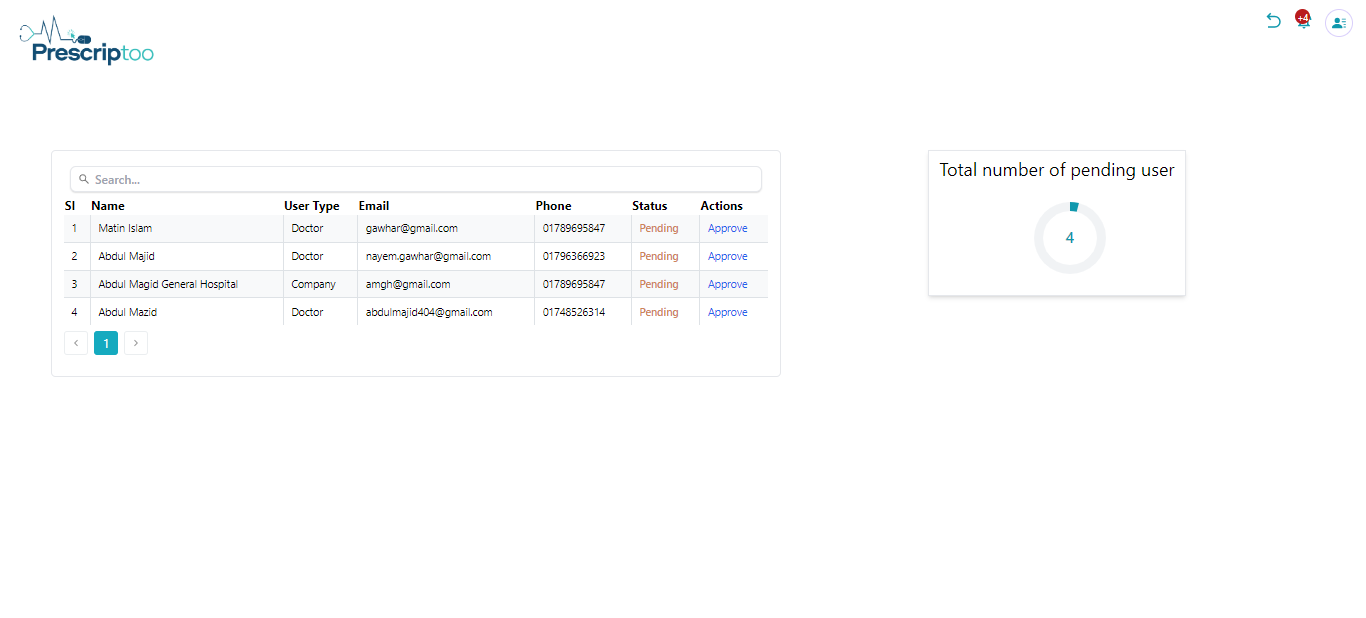 Prescriptoo
+4
Total number of pending user
4
Search...
Sl Name User Type Email Phone Status Actions
1 Matin Islam Doctor gawhar@gmail.com 01789695847 Pending Approve
2 Abdul Majid Doctor nayem.gawhar@gmail.com 01796366923 Pending Approve
3 Abdul Magid General Hospital Company amgh@gmail.com 01789695847 Pending Approve
4 Abdul Mazid Doctor abdulmajid404@gmail.com 01748526314 Pending Approve
< 1 >